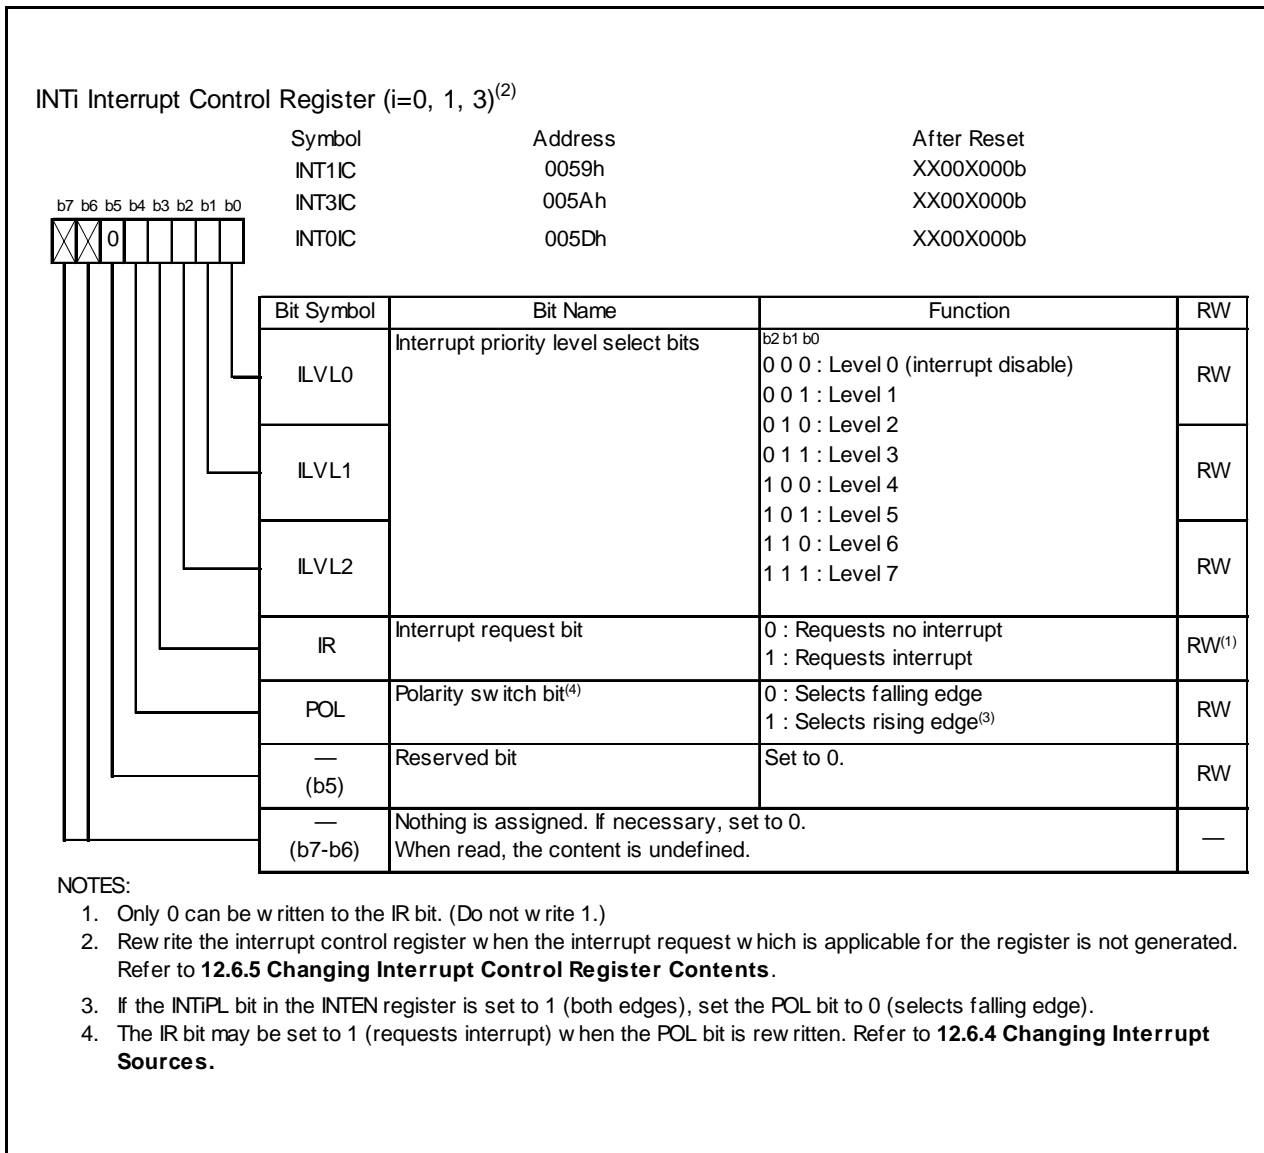 INTi Interrupt Control Register (i=0, 1, 3)(2)
Symbol Address After Reset
INT1IC 0059h XX00X000b
INT3IC 005Ah XX00X000b
INT0IC 005Dh XX00X000b
b7 b6 b5 b4 b3 b2 b1 b0
0
Bit Symbol Bit Name Function RW
ILVL0 Interrupt priority level select bits b2 b1 b0
0 0 0 : Level 0 (interrupt disable) RW
0 0 1 : Level 1
0 1 0 : Level 2
ILVL1 0 1 1 : Level 3 RW
1 0 0 : Level 4
1 0 1 : Level 5
ILVL2 1 1 0 : Level 6 RW
1 1 1 : Level 7
IR Interrupt request bit 0 : Requests no interrupt RW(1)
1 : Requests interrupt
POL Polarity switch bit(4) 0 : Selects falling edge RW
1 : Selects rising edge(3)
— Reserved bit Set to 0. RW
(b5)
— Nothing is assigned. If necessary, set to 0. —
(b7-b6) When read, the content is undefined.
NOTES:
1. Only 0 can be written to the IR bit. (Do not write 1.)
2. Rewrite the interrupt control register when the interrupt request which is applicable for the register is not generated.
Refer to 12.6.5 Changing Interrupt Control Register Contents.
3. If the INTiPL bit in the INTEN register is set to 1 (both edges), set the POL bit to 0 (selects falling edge).
4. The IR bit may be set to 1 (requests interrupt) when the POL bit is rewritten. Refer to 12.6.4 Changing Interrupt
Sources.